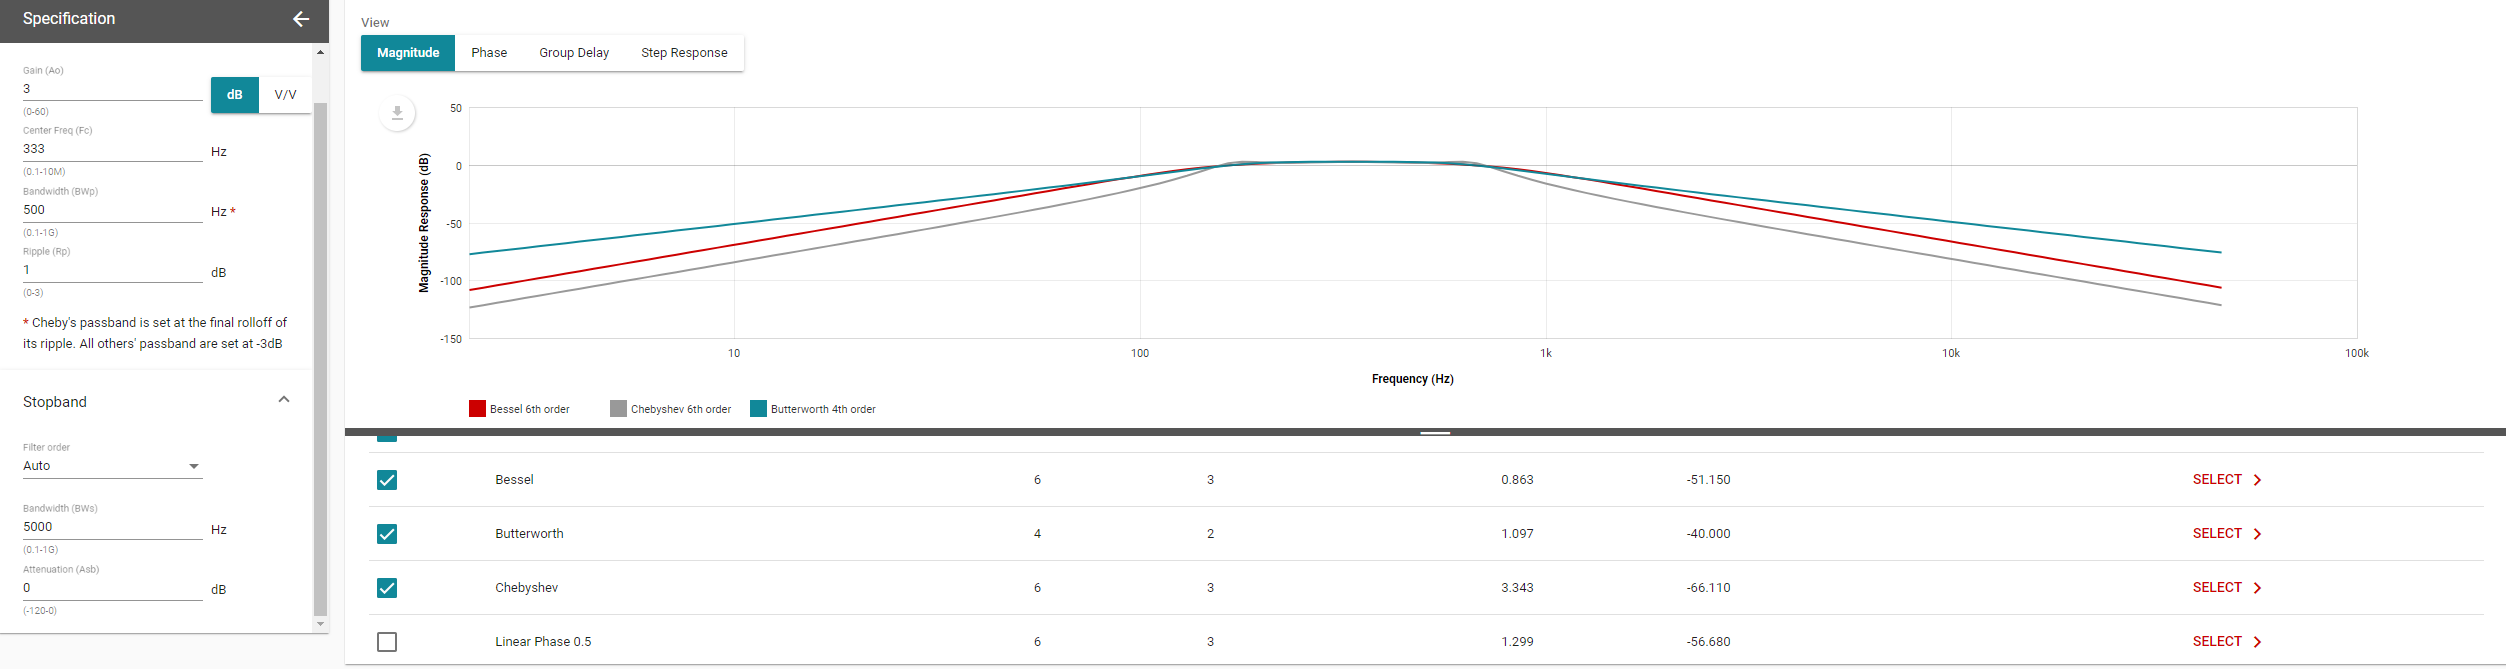 Specification
Gain (Ao)
3
dB V/V
(0-60)
Center Freq (Fc)
333
Hz
(0.1-10M)
Bandwidth (BWp)
500
Hz *
(0.1-1G)
Ripple (Rp)
1
dB
(0-3)
* Cheby's passband is set at the final rolloff of
its ripple. All others' passband are set at -3dB
Stopband
Filter order
Auto
Bandwidth (BWs)
5000
Hz
(0.1-1G)
Attenuation (Asb)
0
dB
(-120-0)
View
Magnitude Phase Group Delay Step Response
Magnitude Response (dB)
50
0
-50
-100
-150
10 100 1k 10k 100k
Frequency (Hz)
Bessel 6th order Chebyshev 6th order Butterworth 4th order
Bessel 6 3 0.863 -51.150 SELECT
Butterworth 4 2 1.097 -40.000 SELECT
Chebyshev 6 3 3.343 -66.110 SELECT
Linear Phase 0.5 6 3 1.299 -56.680 SELECT